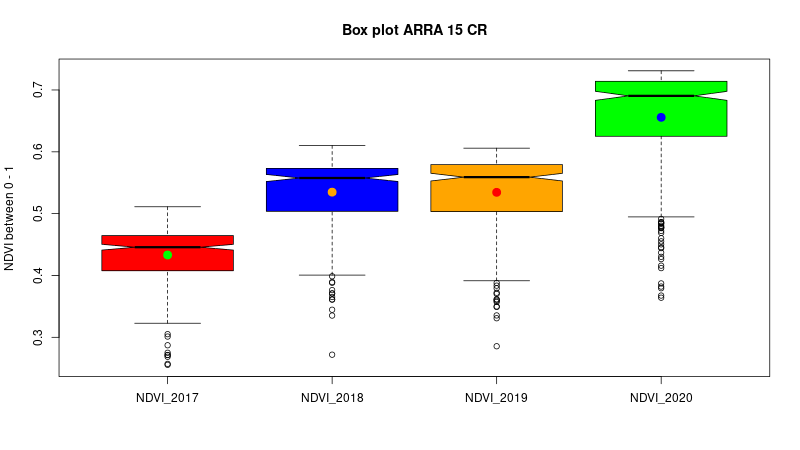 Box plot ARRA 15 CR
NDVI between 0 - 1
0.7
0.6
0.5
0.4
0.3
NDVI_2017 NDVI_2018 NDVI_2019 NDVI_2020